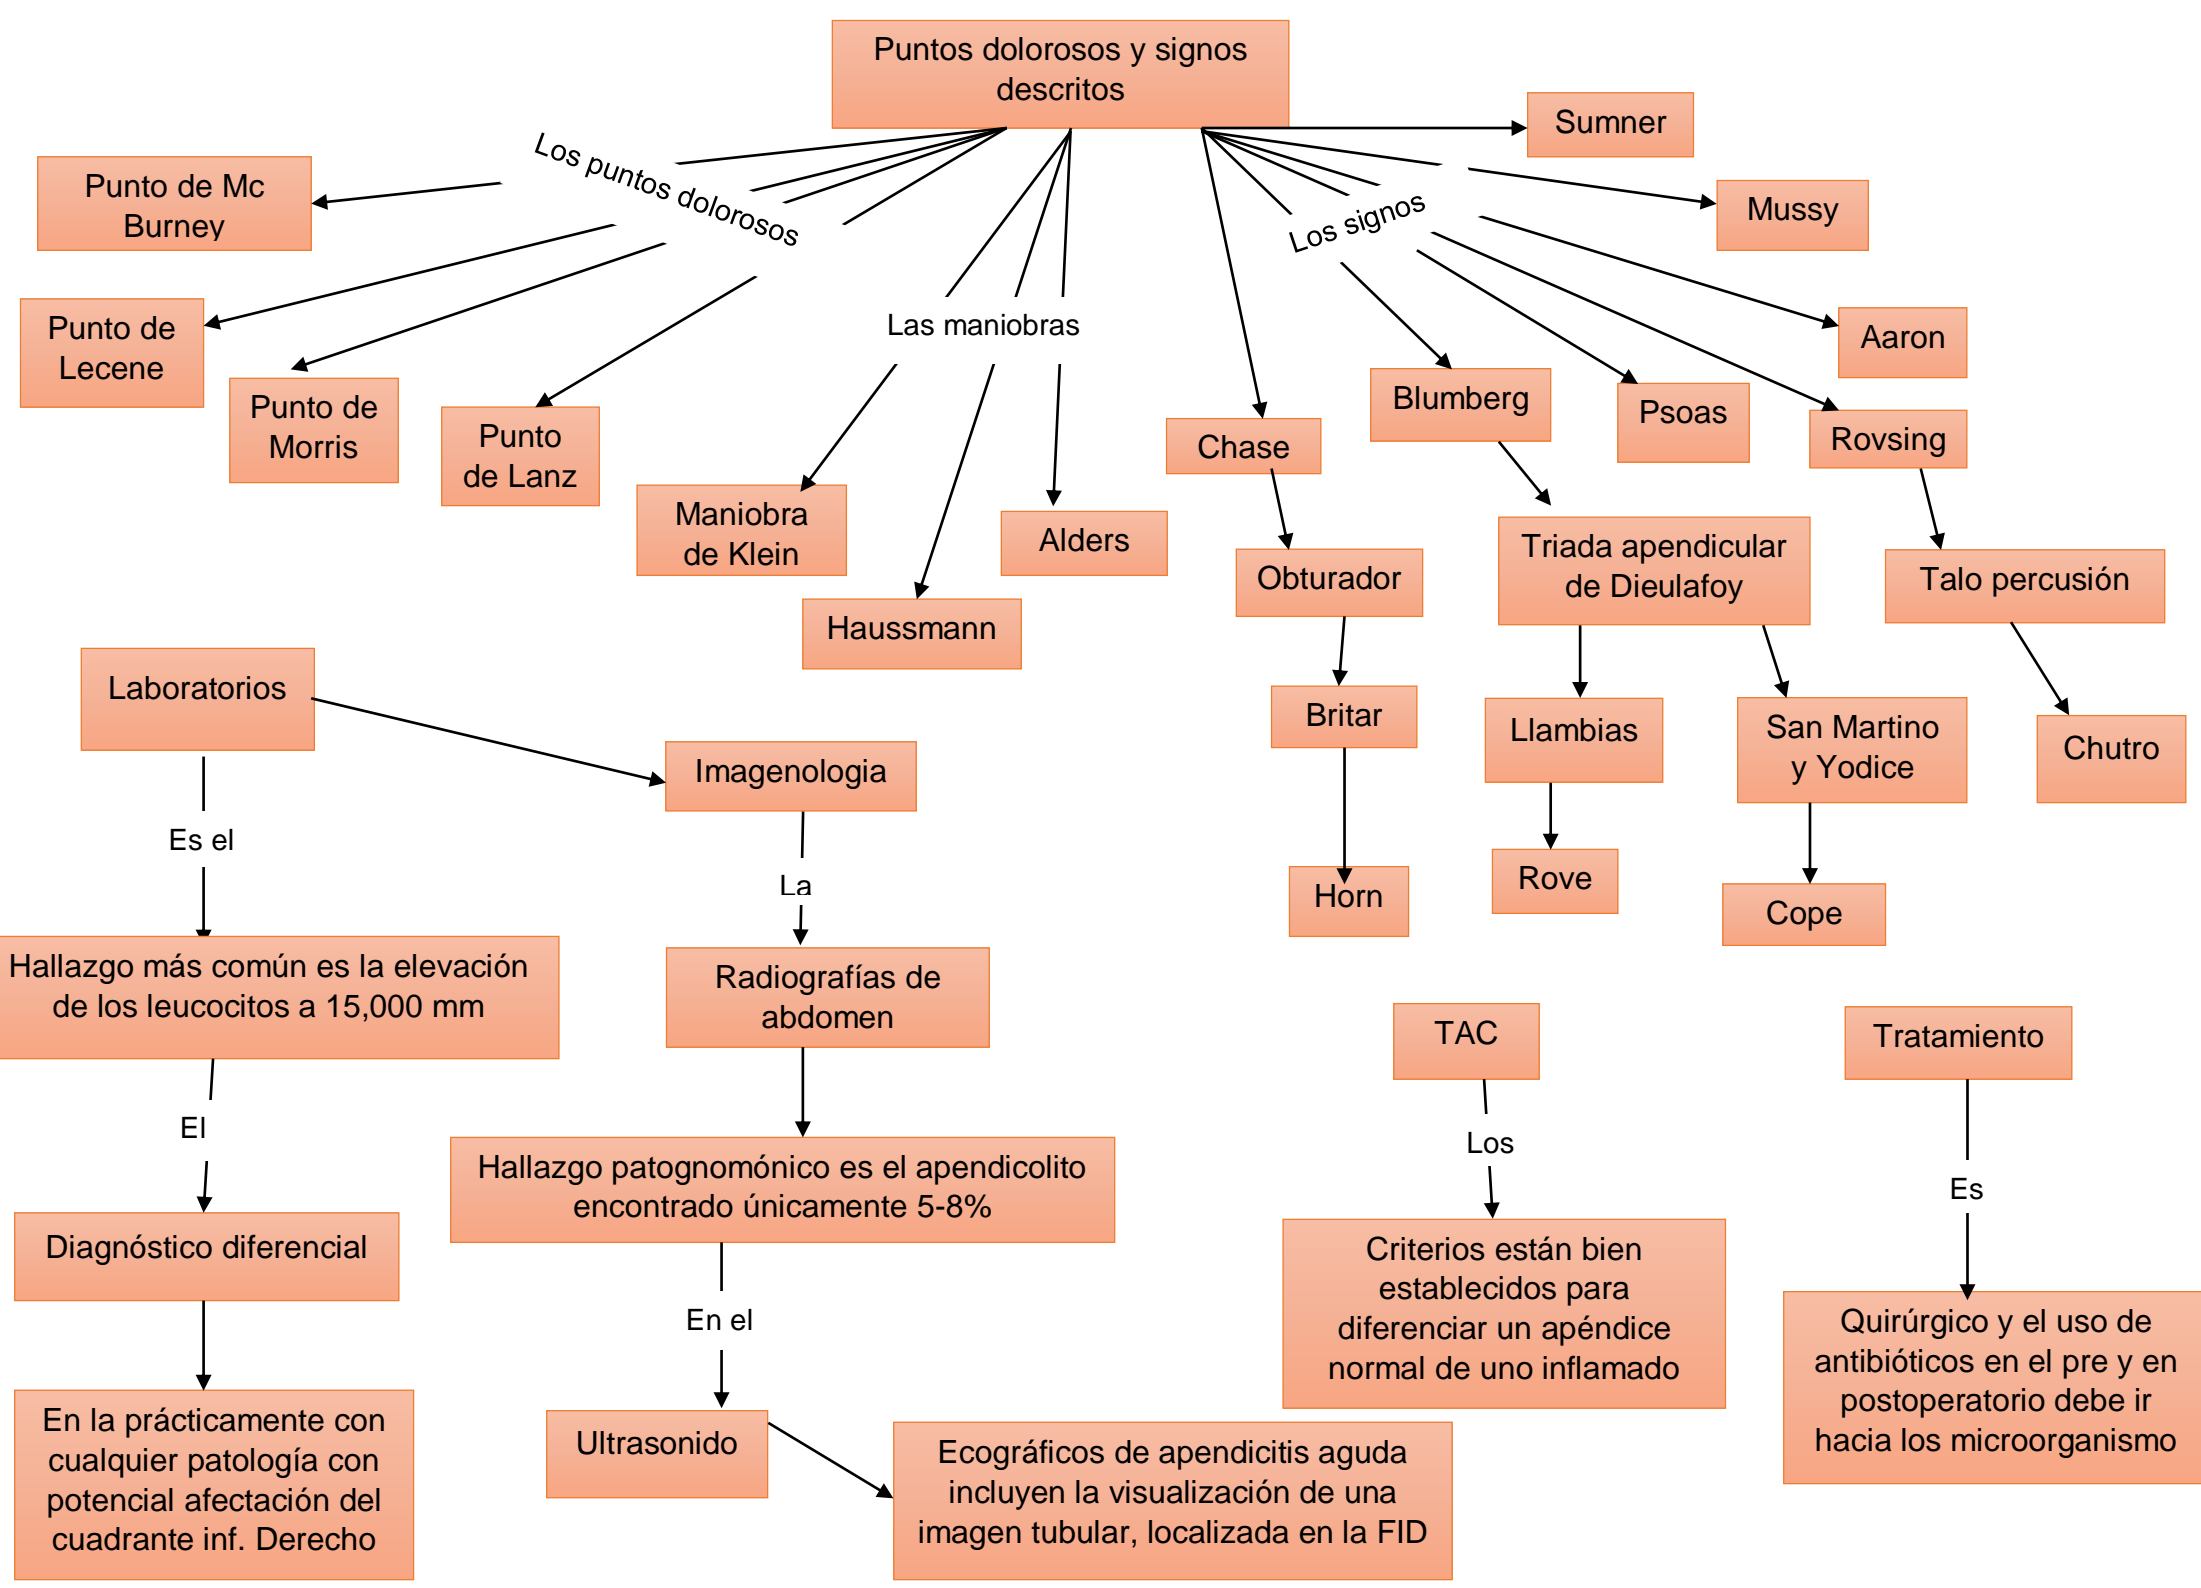 Puntos dolorosos y signos
descritos
Sumner
Los puntos dolorosos
Punto de Mc
Burney
Mussy
Los signos
Punto de
Lecene
Las maniobras
Aaron
Punto de
Morris
Punto
de Lanz
Blumberg
Psoas
Chase
Rovsing
Maniobra
de Klein
Alders
Triada apendicular
de Dieulafoy
Obturador
Talo percusión
Haussmann
Laboratorios
Britar
Llambias
San Martino
y Yodice
Chutro
Imagenologia
Es el
La
Horn
Rove
Cope
Hallazgo más común es la elevación
de los leucocitos a 15,000 mm
Radiografías de
abdomen
TAC
Tratamiento
El
Los
Es
Hallazgo patognomónico es el apendicolito
encontrado únicamente 5-8%
Diagnóstico diferencial
Criterios están bien
establecidos para
diferenciar un apéndice
normal de uno inflamado
En el
Quirúrgico y el uso de
antibióticos en el pre y en
postoperatorio debe ir
hacia los microorganismo
En la prácticamente con
cualquier patología con
potencial afectación del
cuadrante inf. Derecho
Ultrasonido
Ecográficos de apendicitis aguda
incluyen la visualización de una
imagen tubular, localizada en la FID